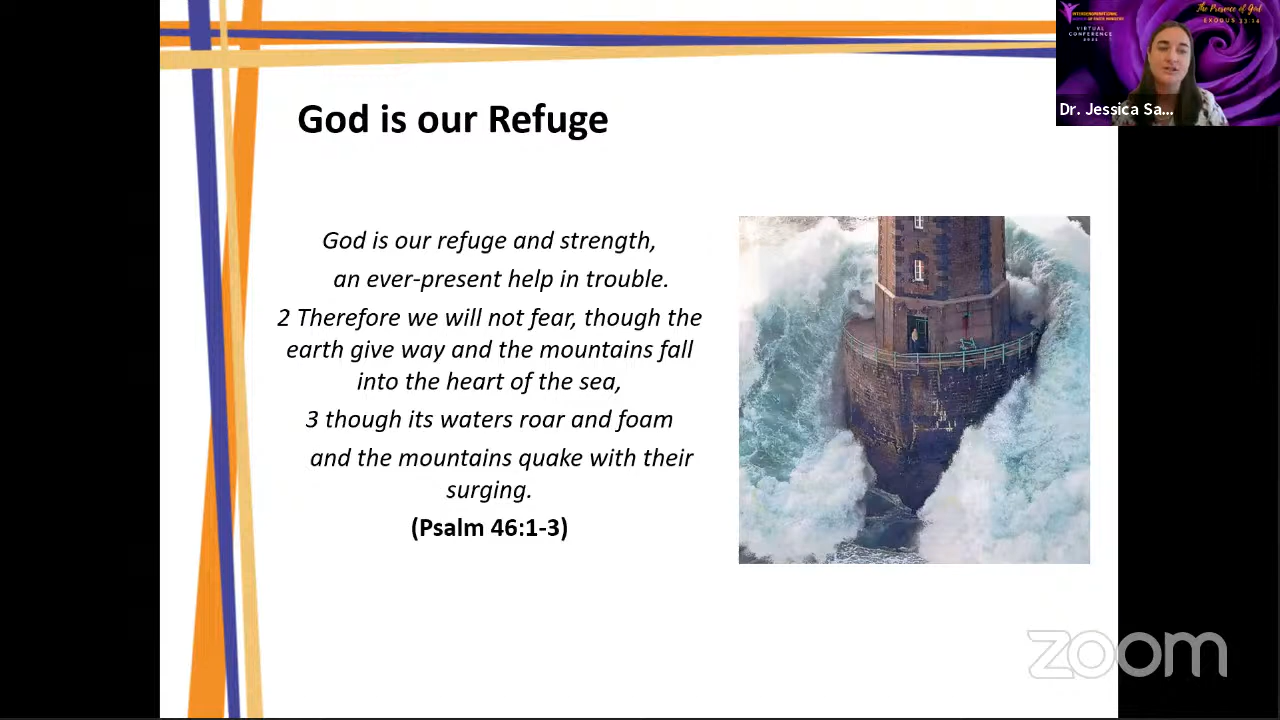 God is our Refuge
God is our refuge and strength,
an ever-present help in trouble.
2 Therefore we will not fear, though the
earth give way and the mountains fall
into the heart of the sea,
3 though its waters roar and foam
and the mountains quake with their
surging.
(Psalm 46:1-3)
The Presence of God
EXODUS 33:14
VIRTUAL
CONFERENCE
2021
Dr. Jessica Sa...
zoom